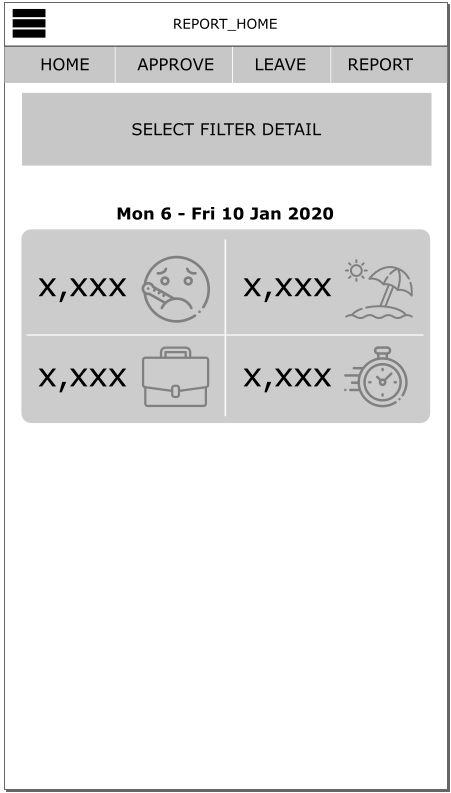 REPORT_HOME
HOME APPROVE LEAVE REPORT
SELECT FILTER DETAIL
Mon 6 - Fri 10 Jan 2020
x,xxx x,xxx
x,xxx x,xxx